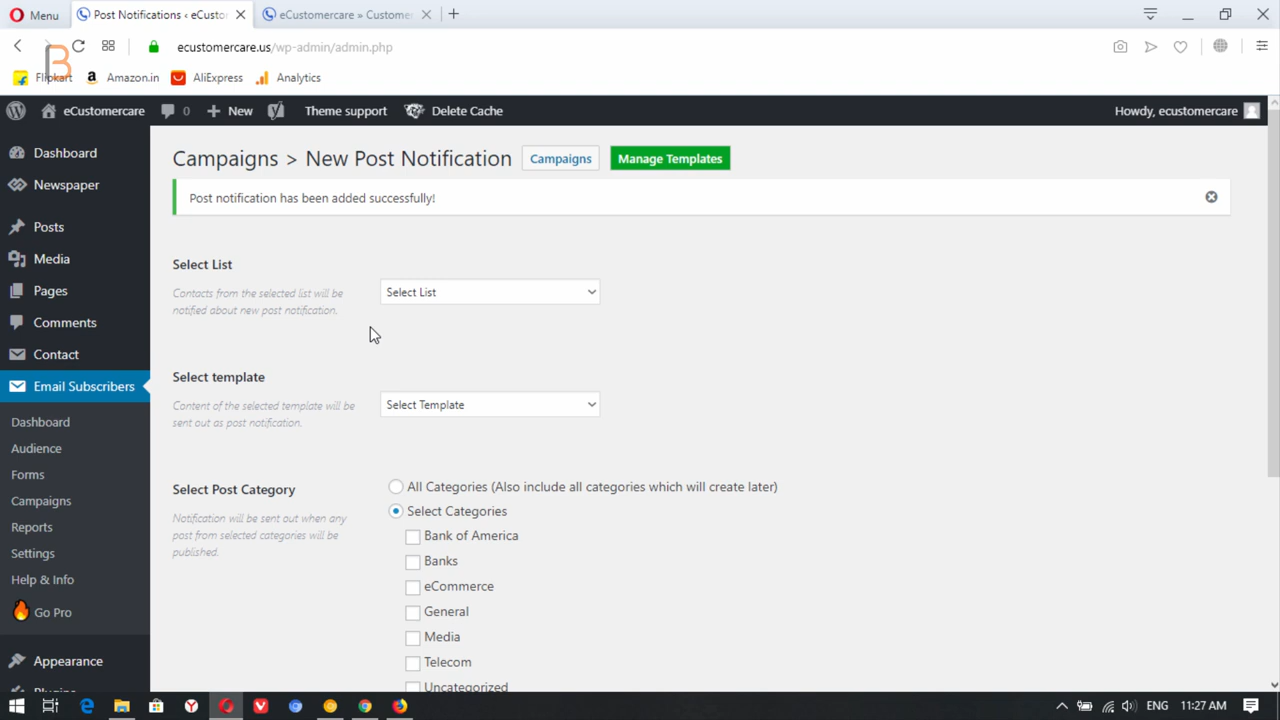 Menu
Post Notifications ‹ eCusto
eCustomercare » Custome
ecustomercare.us/wp-admin/admin.php
B
Flipkart
Amazon.in
AliExpress
Analytics
eCustomercare
0
New
Theme support
Delete Cache
Howdy, ecustomercare
Dashboard
Newspaper
Posts
Media
Pages
Comments
Contact
Email Subscribers
Dashboard
Audience
Forms
Campaigns
Reports
Settings
Help & Info
Go Pro
Appearance
Plugins
Campaigns > New Post Notification
Campaigns
Manage Templates
Post notification has been added successfully!
Select List
Contacts from the selected list will be
notified about new post notification.
Select List
Select template
Content of the selected template will be
sent out as post notification.
Select Template
Select Post Category
Notification will be sent out when any
post from selected categories will be
published.
All Categories (Also include all categories which will create later)
Select Categories
Bank of America
Banks
eCommerce
General
Media
Telecom
Uncategorized
ENG
11:27 AM